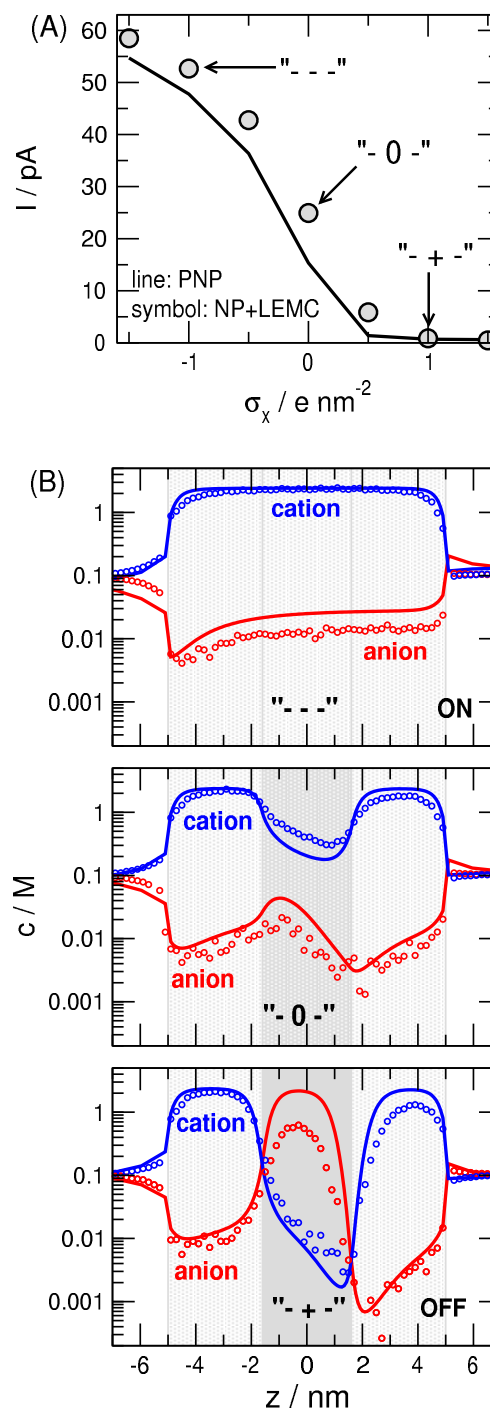 (A)
60
50
40
30
20
10
0
I / pA
"- - -"
"- 0 -"
"- + -"
line: PNP
symbol: NP+LEMC
-1
0
1
σx / e nm-2
(B)
1
0.1
0.01
0.001
cation
anion
"- - -"
ON
1
0.1
0.01
0.001
c / M
cation
anion
"- 0 -"
1
0.1
0.01
0.001
cation
anion
"- + -"
OFF
-6
-4
-2
0
2
4
6
z / nm